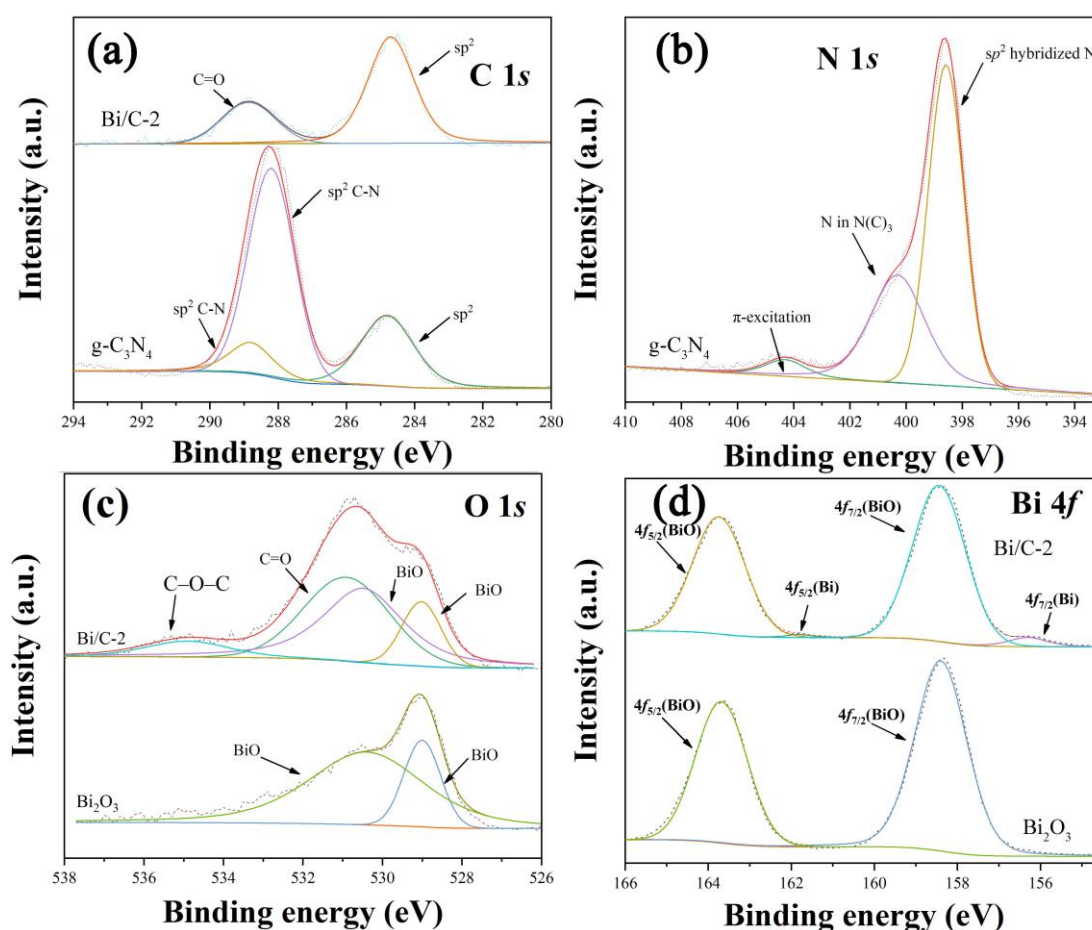 (a)
C 1s
sp²
C=O
Bi/C-2
sp² C-N
sp² C-N
sp²
g-C₃N₄
Intensity (a.u.)
294 292 290 288 286 284 282 280
Binding energy (eV)
(b)
N 1s
sp² hybridized N
N in N(C)₃
π-excitation
g-C₃N₄
Intensity (a.u.)
410 408 406 404 402 400 398 396 394
Binding energy (eV)
(c)
O 1s
C–O–C
C=O
BiO
BiO
Bi/C-2
BiO
BiO
Bi₂O₃
Intensity (a.u.)
538 536 534 532 530 528 526
Binding energy (eV)
(d)
Bi 4f
4f₅/₂(BiO)
4f₇/₂(BiO)
Bi/C-2
4f₅/₂(Bi)
4f₇/₂(Bi)
4f₅/₂(BiO)
4f₇/₂(BiO)
Bi₂O₃
Intensity (a.u.)
166 164 162 160 158 156
Binding energy (eV)